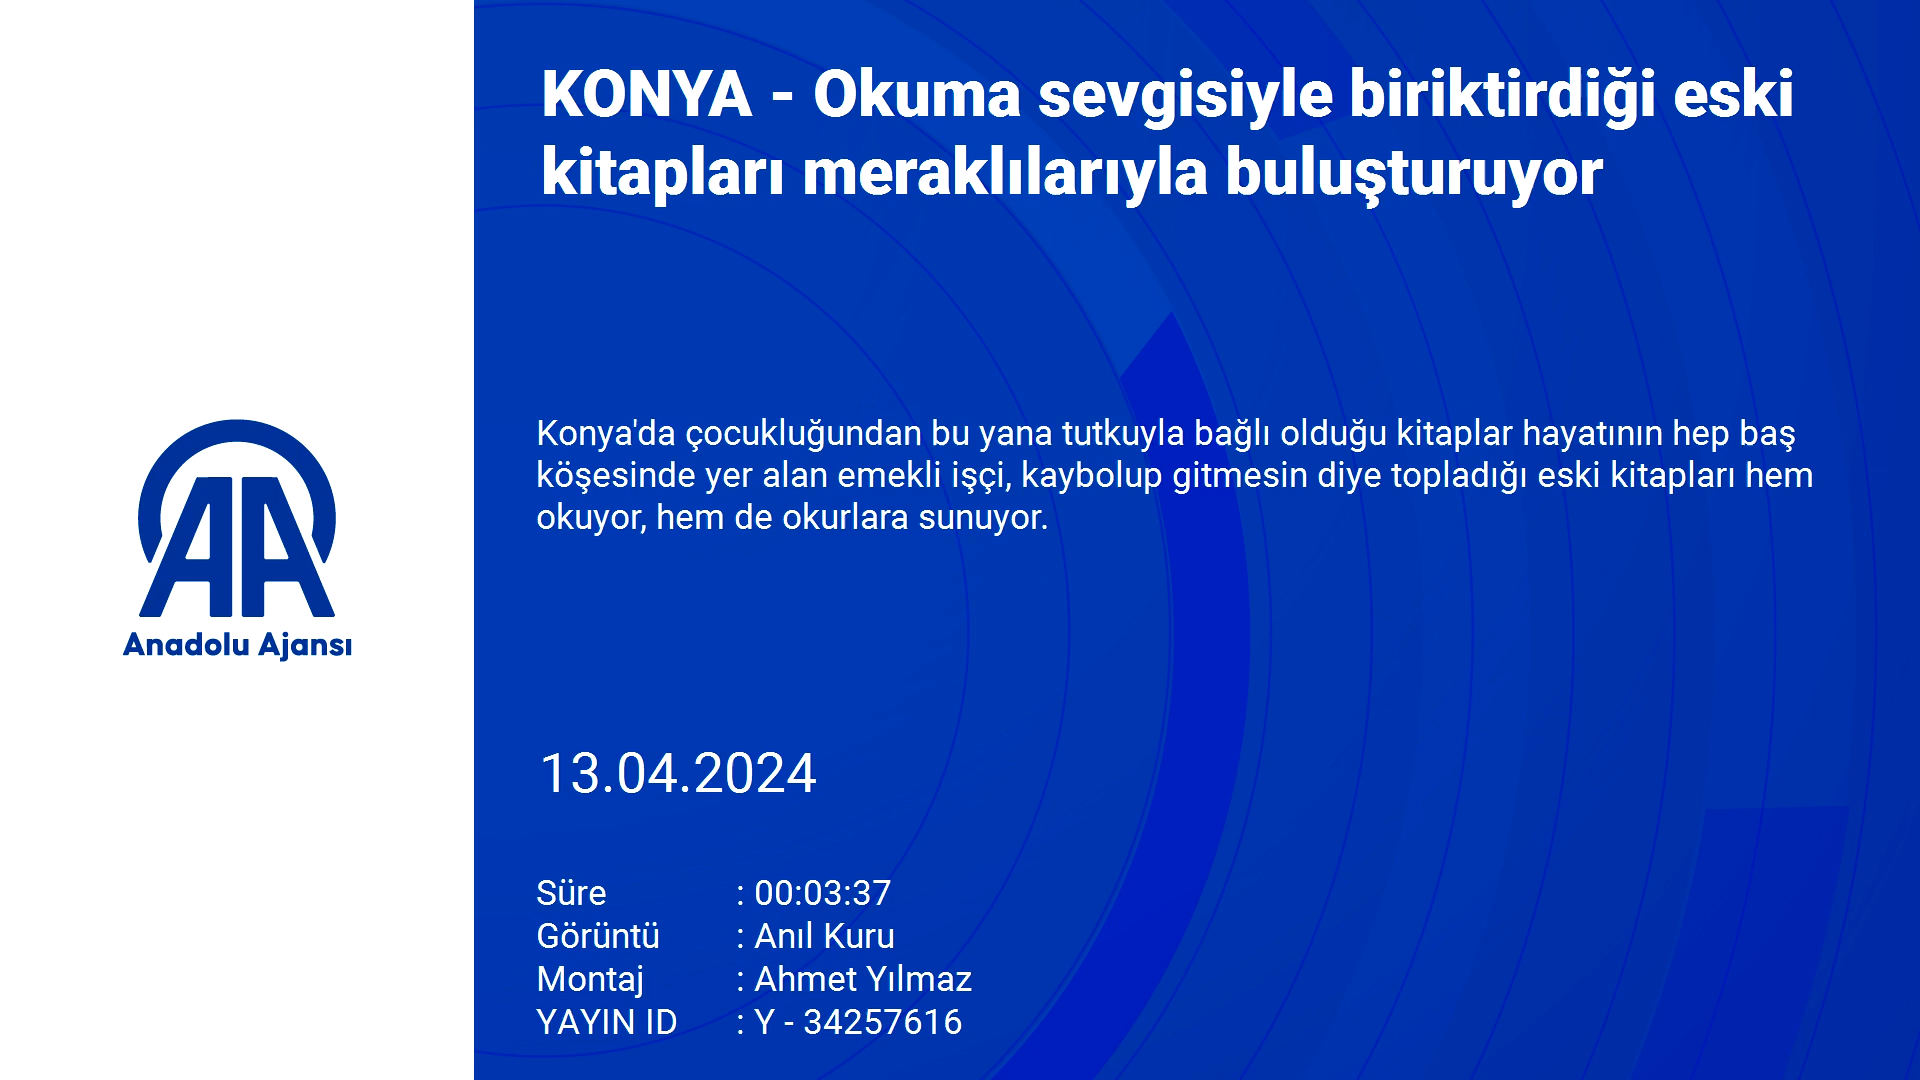 KONYA - Okuma sevgisiyle biriktirdiği eski
kitapları meraklılarıyla buluşturuyor
Konya'da çocukluğundan bu yana tutkuyla bağlı olduğu kitaplar hayatının hep baş
köşesinde yer alan emekli işçi, kaybolup gitmesin diye topladığı eski kitapları hem
okuyor, hem de okurlara sunuyor.
AA
Anadolu Ajansı
13.04.2024
Süre : 00:03:37
Görüntü : Anıl Kuru
Montaj : Ahmet Yılmaz
YAYIN ID : Y - 34257616